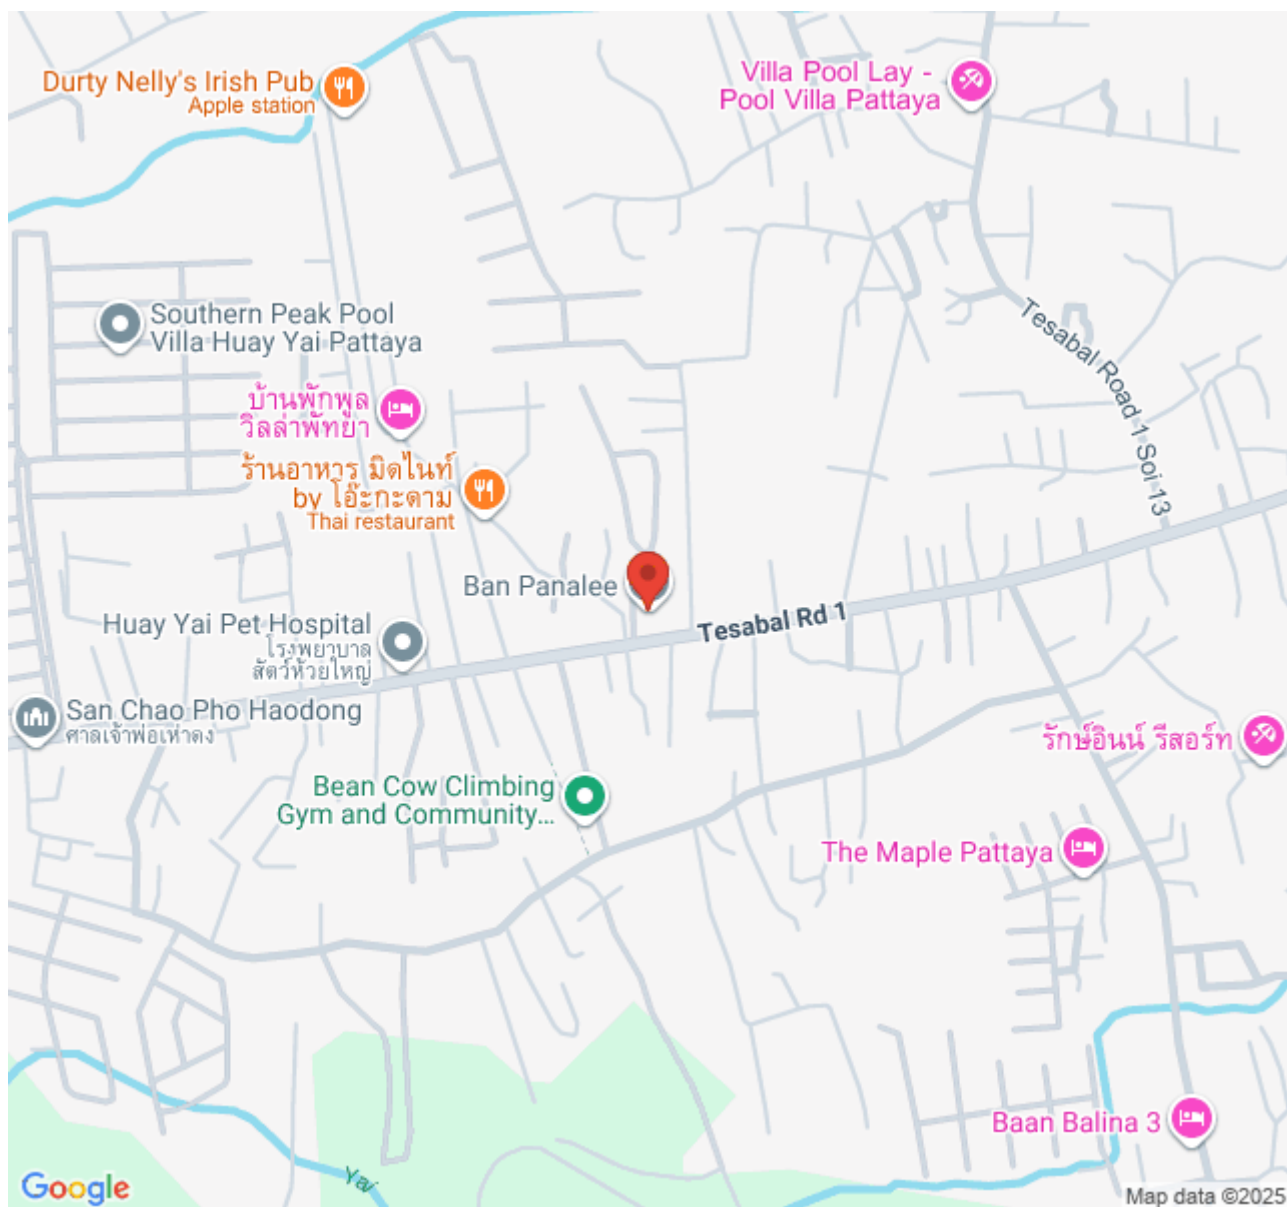 Durty Nelly's Irish Pub
Apple station
Villa Pool Lay -
Pool Villa Pattaya
Southern Peak Pool
Villa Huay Yai Pattaya
Tesabal Road 1 Soi 13
บ้านพักพูล
วิลล่าพัทยา
ร้านอาหาร มิดไนท์
by โอ๊ะกะดาม
Thai restaurant
Ban Panalee
Tesabal Rd 1
Huay Yai Pet Hospital
โรงพยาบาล
สัตว์ห้วยใหญ่
San Chao Pho Haodong
ศาลเจ้าพ่อเห่าดง
รักษ์อินน์ รีสอร์ท
Bean Cow Climbing
Gym and Community...
The Maple Pattaya
Baan Balina 3
Yai
Google
Map data ©2025